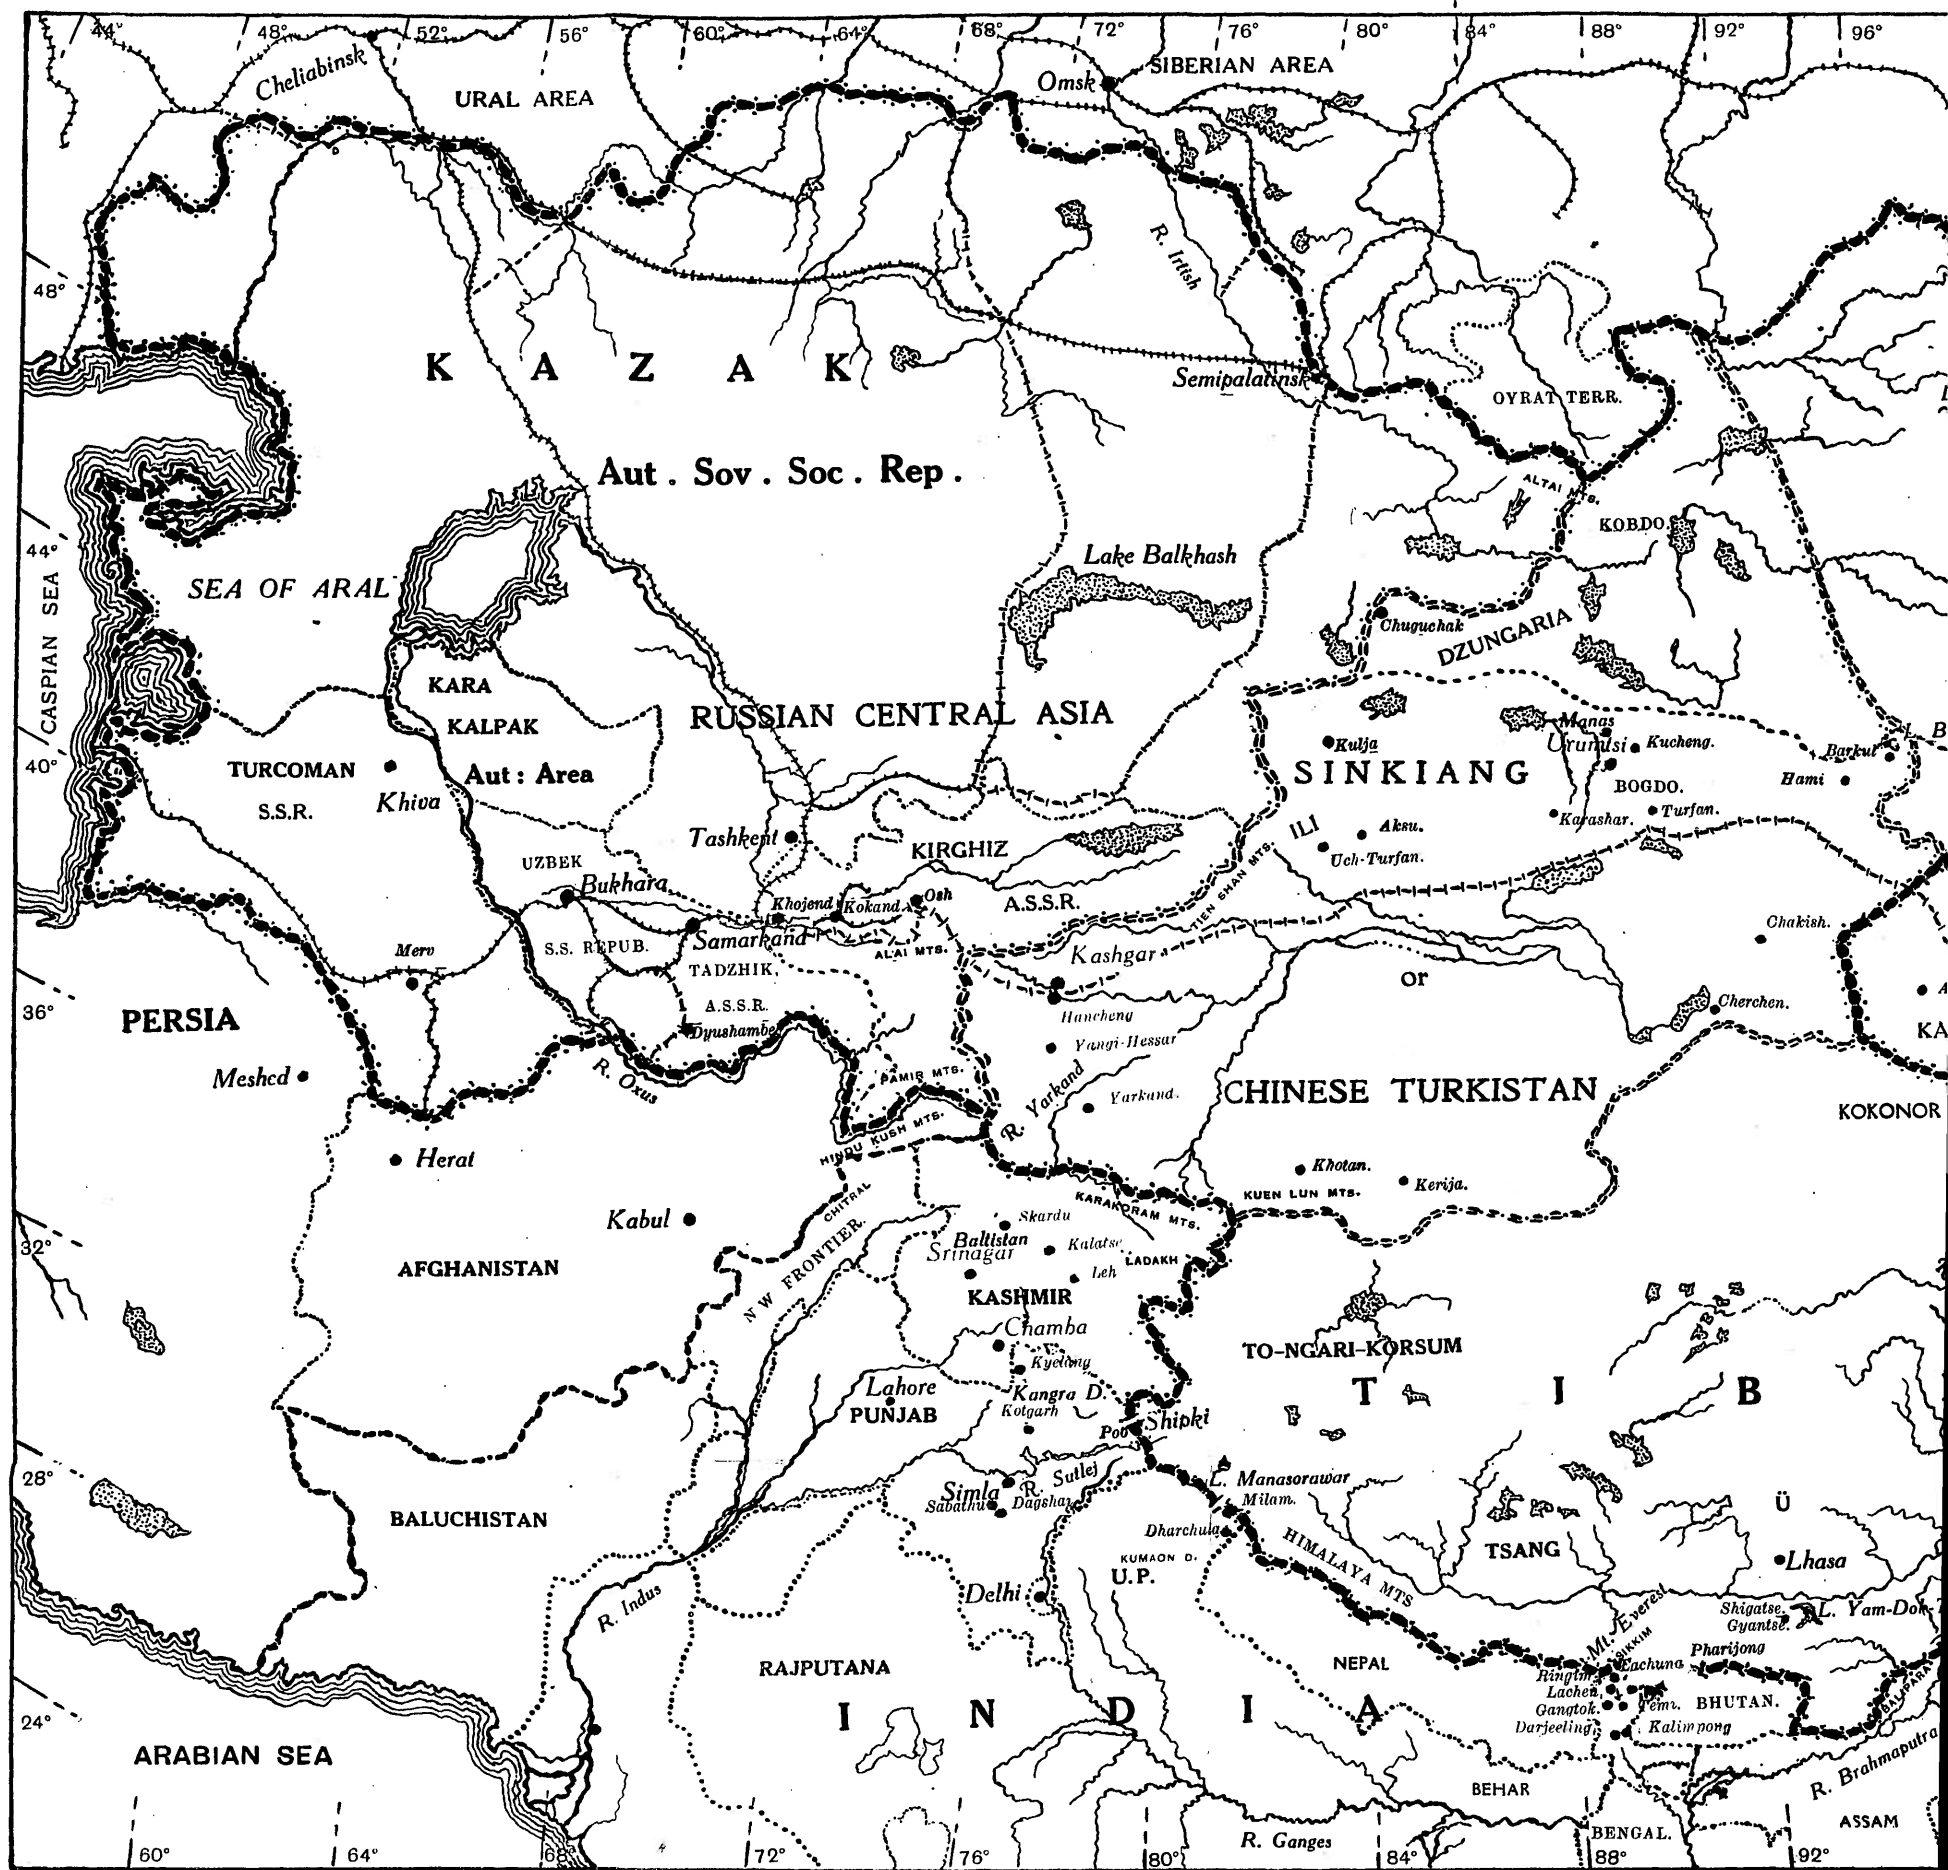 44° 48° 52° 56° 60° 64° 68° 72° 76° 80° 84° 88° 92° 96°
Cheliabinsk
URAL AREA
Omsk
SIBERIAN AREA
R. Irtish
48°
KAZAK
Semipalatinsk
OYRAT TERR.
Aut. Sov. Soc. Rep.
ALTAI MTS.
KOBDO.
44°
Lake Balkhash
SEA OF ARAL
CASPIAN SEA
Chuguchak
DZUNGARIA
KARA
KALPAK
Aut: Area
RUSSIAN CENTRAL ASIA
Manas
Urumtsi
Kucheng.
Kulja
Barkul
L. B
40°
TURCOMAN
S.S.R.
Khiva
SINKIANG
BOGDO.
Hami
Karashar.
Turfan.
ILI
Aksu.
Uch-Turfan.
Tashkent
KIRGHIZ
A.S.S.R.
TIEN SHAN MTS.
UZBEK
S.S. REPUB.
Bukhara
Khojend
Kokand
Osh
Samarkand
ALAI MTS.
Chakish.
Merv
Kashgar
TADZHIK.
A.S.S.R.
Dyushambe
or
Cherchen.
A
36°
PERSIA
Hancheng
Yangi-Hessar
KA
Meshed
R. Oxus
PAMIR MTS.
R. Yarkand
Yarkand.
CHINESE TURKISTAN
KOKONOR
HINDU KUSH MTS.
Herat
Khotan.
Kerija.
KUEN LUN MTS.
CHITRAL
KARAKORAM MTS.
Kabul
Skardu
Baltistan
Srinagar
Kalatse
LADAKH
Leh
32°
AFGHANISTAN
N W FRONTIER.
KASHMIR
Chamba
Kyelang
TO-NGARI-KORSUM
Lahore
PUNJAB
Kangra D.
Kotgarh
Shipki
Poo
T I B
28°
Simla
Sabathu
Dagshai
R. Sutlej
L. Manasorawar
Milam.
Dharchula
BALUCHISTAN
Ü
TSANG
Lhasa
HIMALAYA MTS
KUMAON D.
U.P.
Delhi
R. Indus
Mt. Everest
SIKKIM
Shigatse.
Gyantse.
L. Yam-Dok-T
Pharijong
Lachung
Lachen
Gangtok.
Temi.
Darjeeling
Kalimpong
BHUTAN.
BALIPARA
RAJPUTANA
NEPAL
I N D I A
24°
ARABIAN SEA
BEHAR
R. Brahmaputra
R. Ganges
BENGAL.
ASSAM
60° 64° 68° 72° 76° 80° 84° 88° 92°